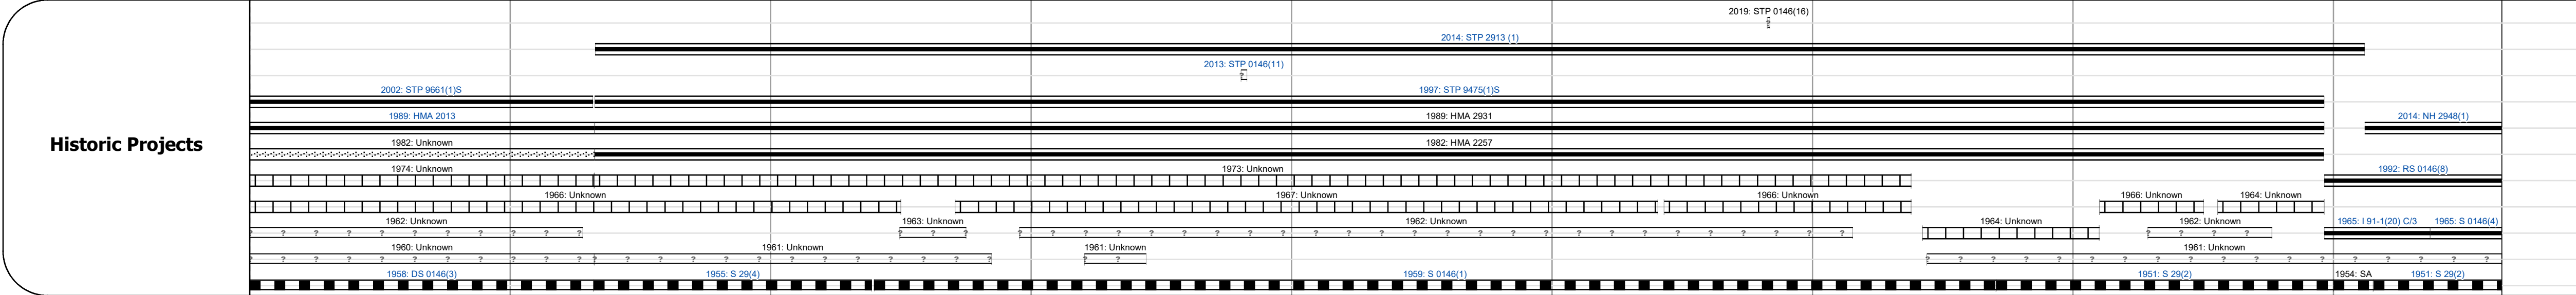 2019: STP 0146(16)
2014: STP 2913 (1)
2013: STP 0146(11)
2002: STP 9661(1)S 1997: STP 9475(1)S
1989: HMA 2013 1989: HMA 2931 2014: NH 2948(1)
Historic Projects
1982: Unknown 1982: HMA 2257
1974: Unknown 1973: Unknown 1992: RS 0146(8)
1966: Unknown 1967: Unknown 1966: Unknown 1966: Unknown 1964: Unknown
1962: Unknown 1963: Unknown 1962: Unknown 1964: Unknown 1962: Unknown 1965: I 91-1(20) C/3 1965: S 0146(4)
1960: Unknown 1961: Unknown 1961: Unknown 1961: Unknown
1958: DS 0146(3) 1955: S 29(4) 1959: S 0146(1) 1951: S 29(2) 1954: SA 1951: S 29(2)